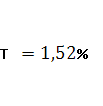 T = 1,52%